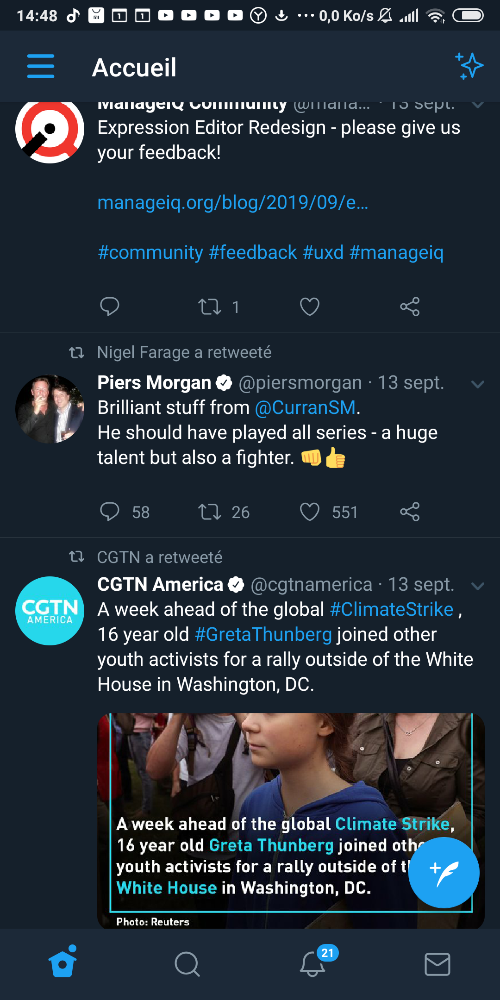 14:48
1
1
0,0 Ko/s
Accueil
ManageIQ Community @mana... · 13 sept.
Expression Editor Redesign - please give us
your feedback!
manageiq.org/blog/2019/09/e...
#community #feedback #uxd #manageiq
1
Nigel Farage a retweeté
Piers Morgan @piersmorgan · 13 sept.
Brilliant stuff from @CurranSM.
He should have played all series - a huge
talent but also a fighter. 👊👍
58 26 551
CGTN a retweeté
CGTN America @cgtnamerica · 13 sept.
CGTN
AMERICA
A week ahead of the global #ClimateStrike ,
16 year old #GretaThunberg joined other
youth activists for a rally outside of the White
House in Washington, DC.
A week ahead of the global Climate Strike,
16 year old Greta Thunberg joined othe
youth activists for a rally outside of t
White House in Washington, DC.
Photo: Reuters
21